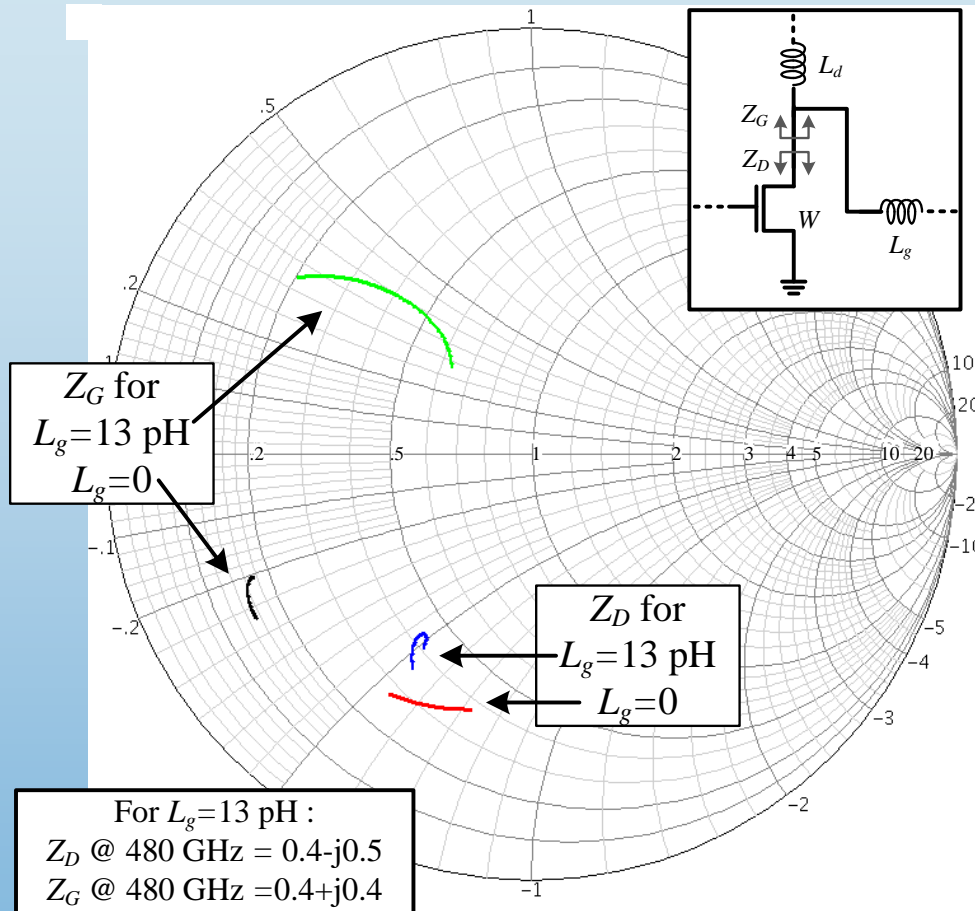 1
.5
.2
.1
.2
.5
1
2
3
4
5
10
20
10
20
-.1
-.2
-1
-2
-3
-4
-5
-10
-20
L_d
Z_G
Z_D
W
L_g
Z_G for
L_g=13 pH
L_g=0
Z_D for
L_g=13 pH
L_g=0
For L_g=13 pH :
Z_D @ 480 GHz = 0.4-j0.5
Z_G @ 480 GHz =0.4+j0.4